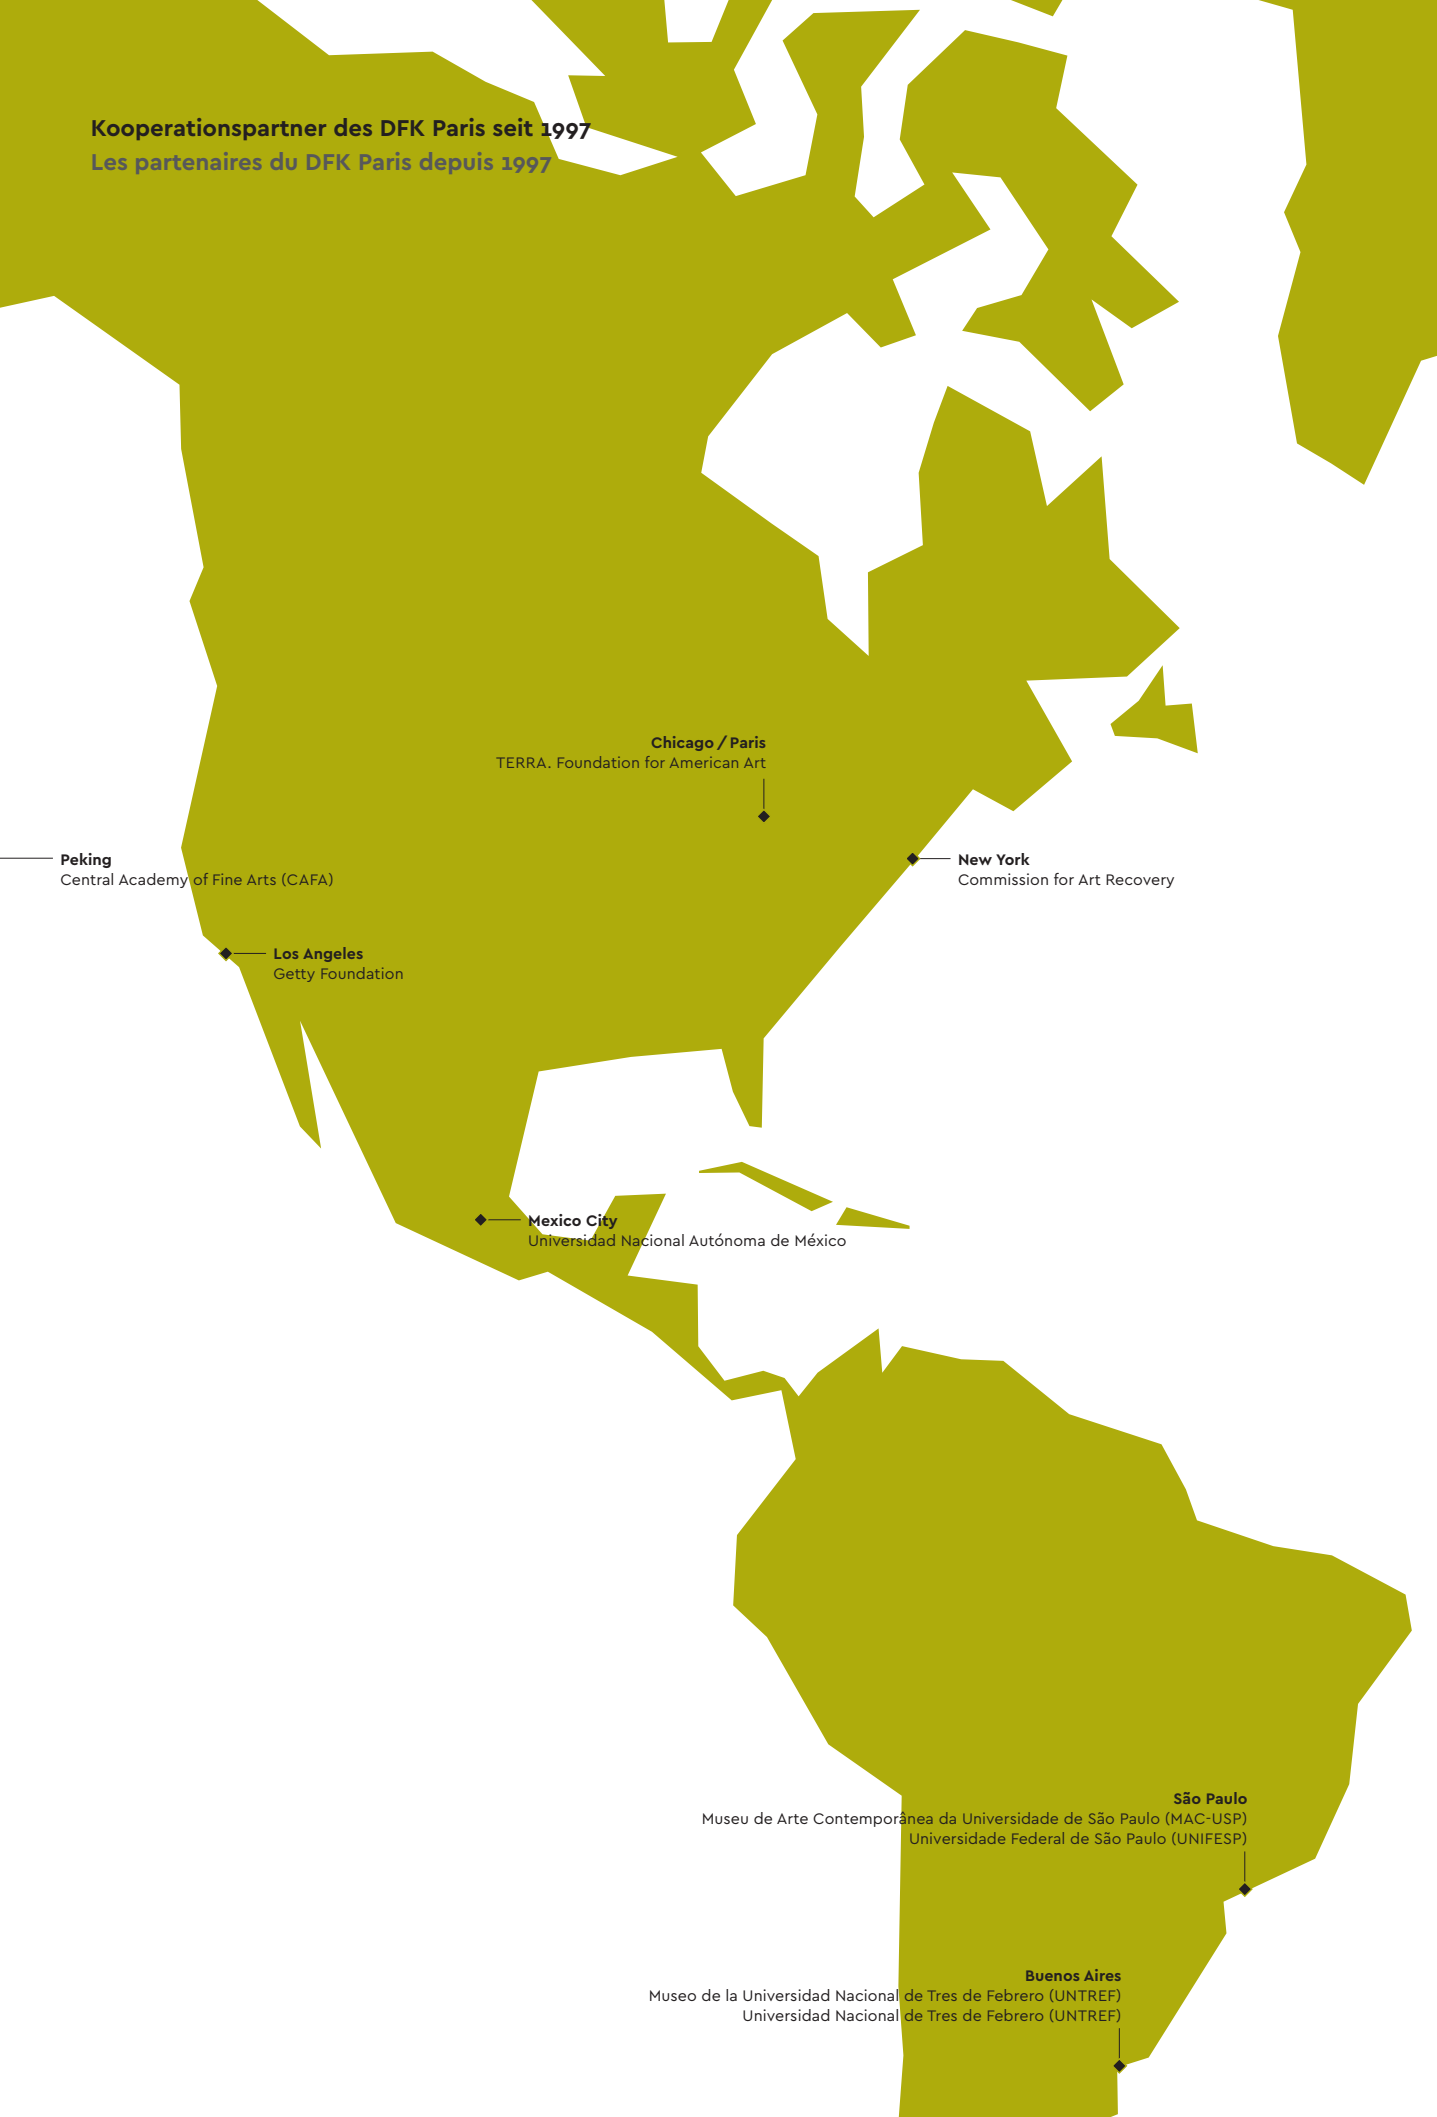 Kooperationspartner des DFK Paris seit 1997
Les partenaires du DFK Paris depuis 1997
Chicago / Paris
TERRA. Foundation for American Art
Peking
Central Academy of Fine Arts (CAFA)
New York
Commission for Art Recovery
Los Angeles
Getty Foundation
Mexico City
Universidad Nacional Autónoma de México
São Paulo
Museu de Arte Contemporânea da Universidade de São Paulo (MAC-USP)
Universidade Federal de São Paulo (UNIFESP)
Buenos Aires
Museo de la Universidad Nacional de Tres de Febrero (UNTREF)
Universidad Nacional de Tres de Febrero (UNTREF)